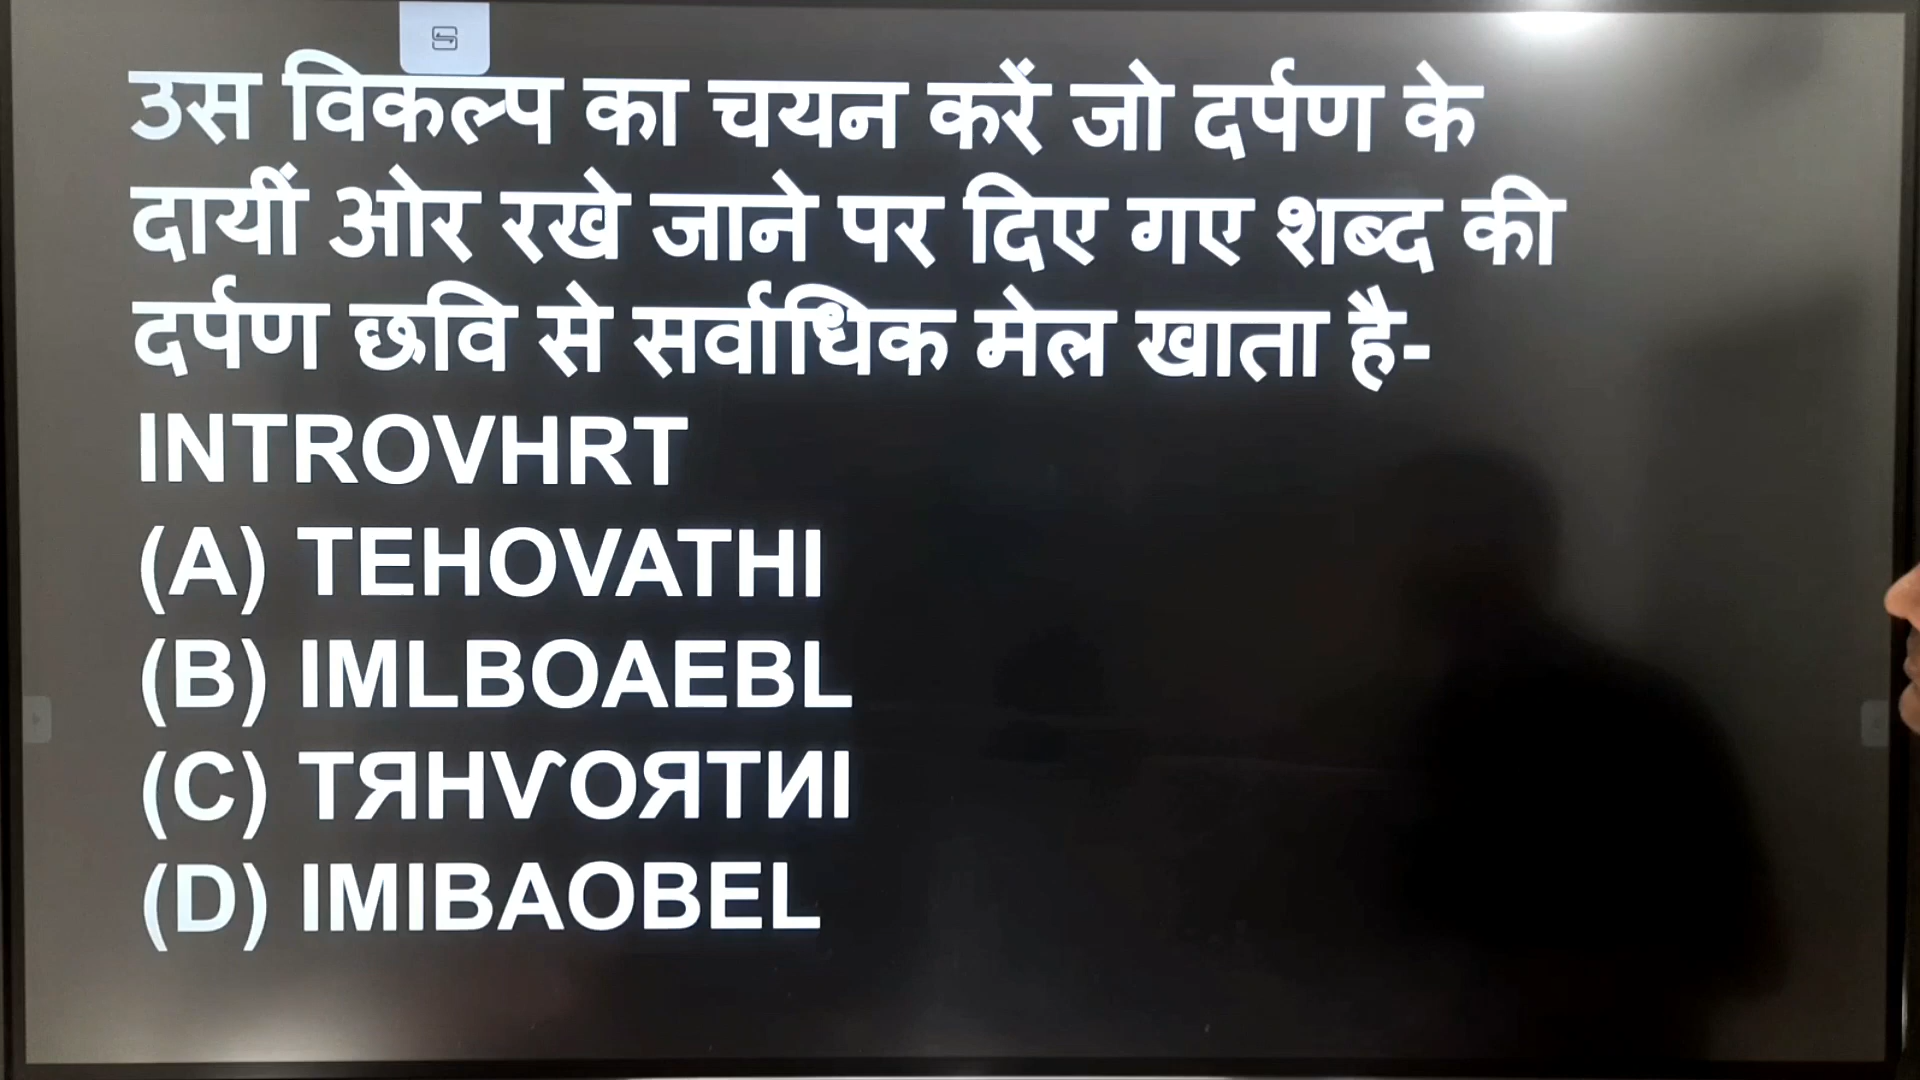 उस विकल्प का चयन करें जो दर्पण के
दायीं ओर रखे जाने पर दिए गए शब्द की
दर्पण छवि से सर्वाधिक मेल खाता है-
INTROVHRT
(A) TEHOVATHI
(B) IMLBOAEBL
(C) TЯHѴOЯTИI
(D) IMIBAOBEL